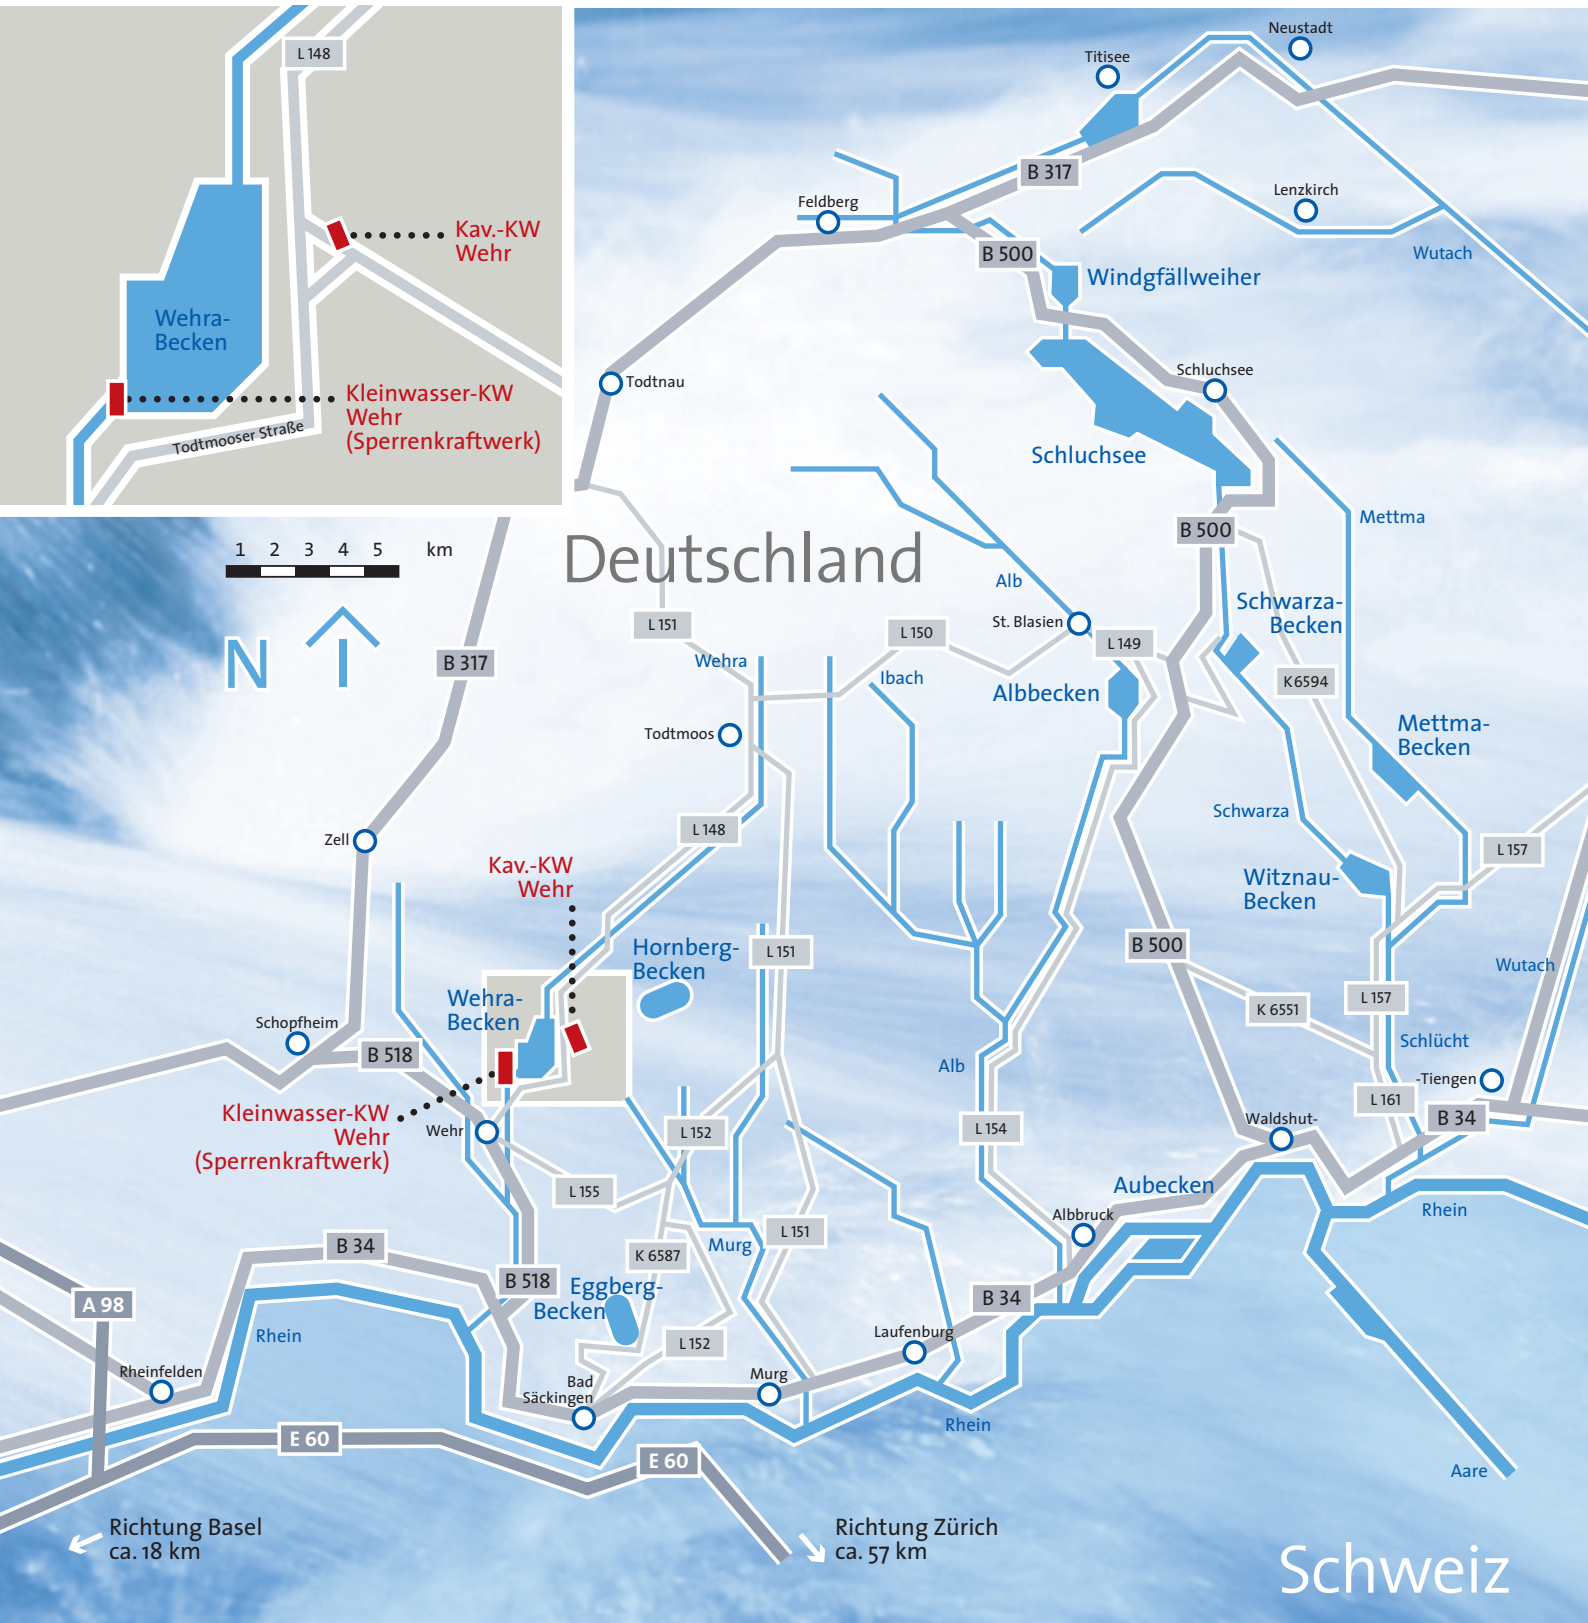 L 148
Kav.-KW
Wehr
Wehra-
Becken
Kleinwasser-KW
Wehr
(Sperrenkraftwerk)
Todtmooser Straße
Neustadt
Titisee
B 317
Lenzkirch
Feldberg
Wutach
B 500
Windgfällweiher
Schluchsee
Todtnau
Schluchsee
Mettma
B 500
1 2 3 4 5 km
Deutschland
Alb
Schwarza-
Becken
N
L 151
L 150
St. Blasien
L 149
B 317
Wehra
Ibach
Albbecken
K 6594
Mettma-
Becken
Todtmoos
Schwarza
Zell
L 148
L 157
Kav.-KW
Wehr
Witznau-
Becken
Hornberg-
Becken
L 151
B 500
Wutach
Wehra-
Becken
L 157
K 6551
Schopfheim
B 518
Schlücht
Alb
-Tiengen
L 161
Kleinwasser-KW
Wehr
(Sperrenkraftwerk)
Wehr
L 152
L 154
Waldshut-
B 34
L 155
Aubecken
Albbruck
Rhein
L 151
Murg
B 34
K 6587
B 518
Eggberg-
Becken
A 98
B 34
Rhein
L 152
Laufenburg
Rheinfelden
Murg
Bad
Säckingen
Rhein
E 60
E 60
Aare
Richtung Basel
ca. 18 km
Richtung Zürich
ca. 57 km
Schweiz